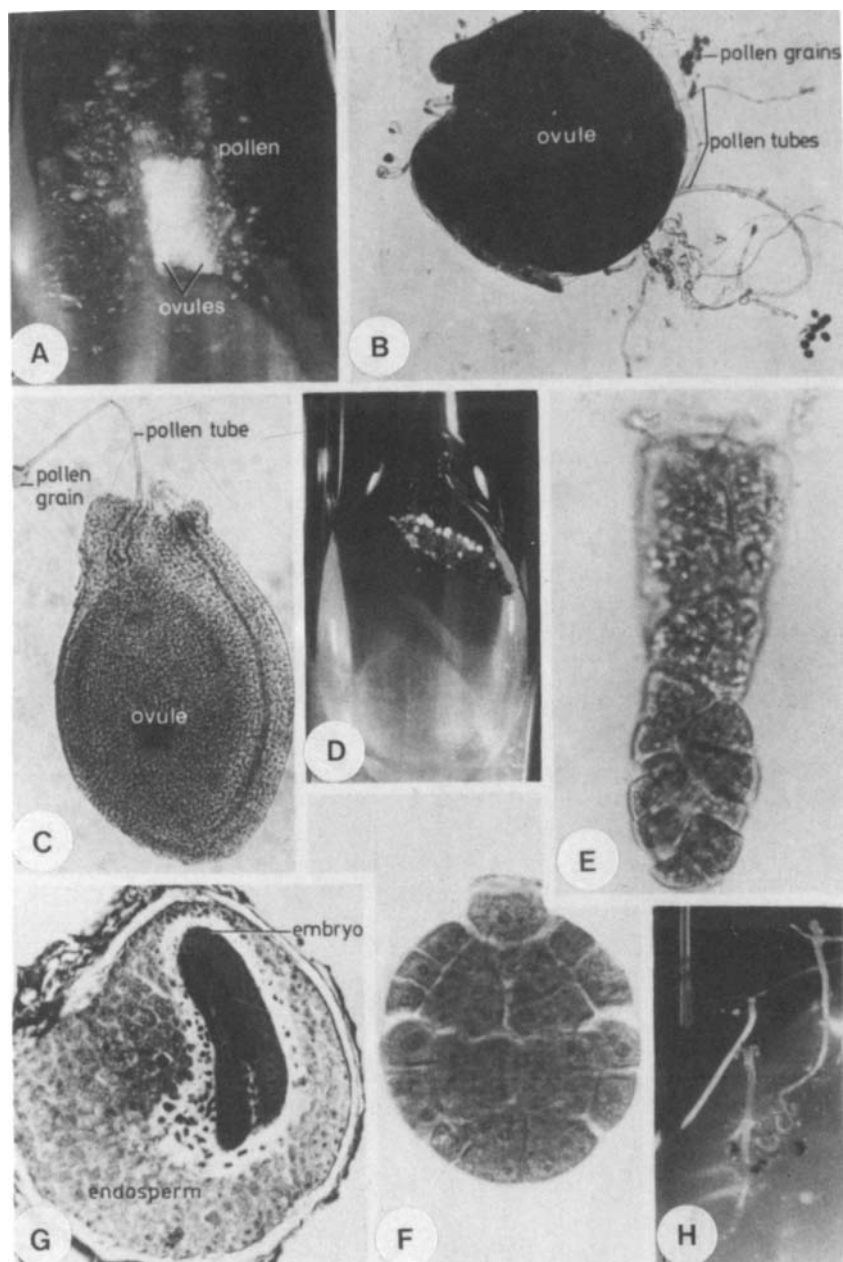 pollen
ovules
A
pollen grains
ovule
pollen tubes
B
pollen tube
pollen
grain
ovule
C
D
E
embryo
endosperm
G
F
H